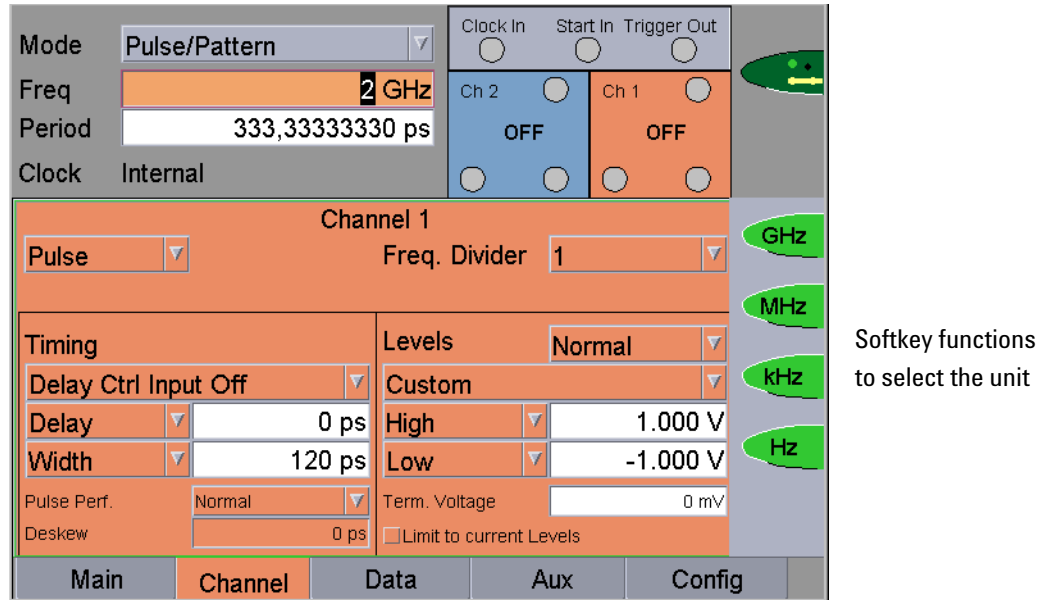 Mode Pulse/Pattern
Freq 2 GHz
Period 333,33333330 ps
Clock Internal
Clock In Start In Trigger Out
Ch 2 Ch 1
OFF OFF
Channel 1
Pulse Freq. Divider 1
Timing
Delay Ctrl Input Off
Delay 0 ps
Width 120 ps
Pulse Perf. Normal
Deskew 0 ps
Levels Normal
Custom
High 1.000 V
Low -1.000 V
Term. Voltage 0 mV
Limit to current Levels
GHz
MHz
kHz
Hz
Softkey functions
to select the unit
Main Channel Data Aux Config